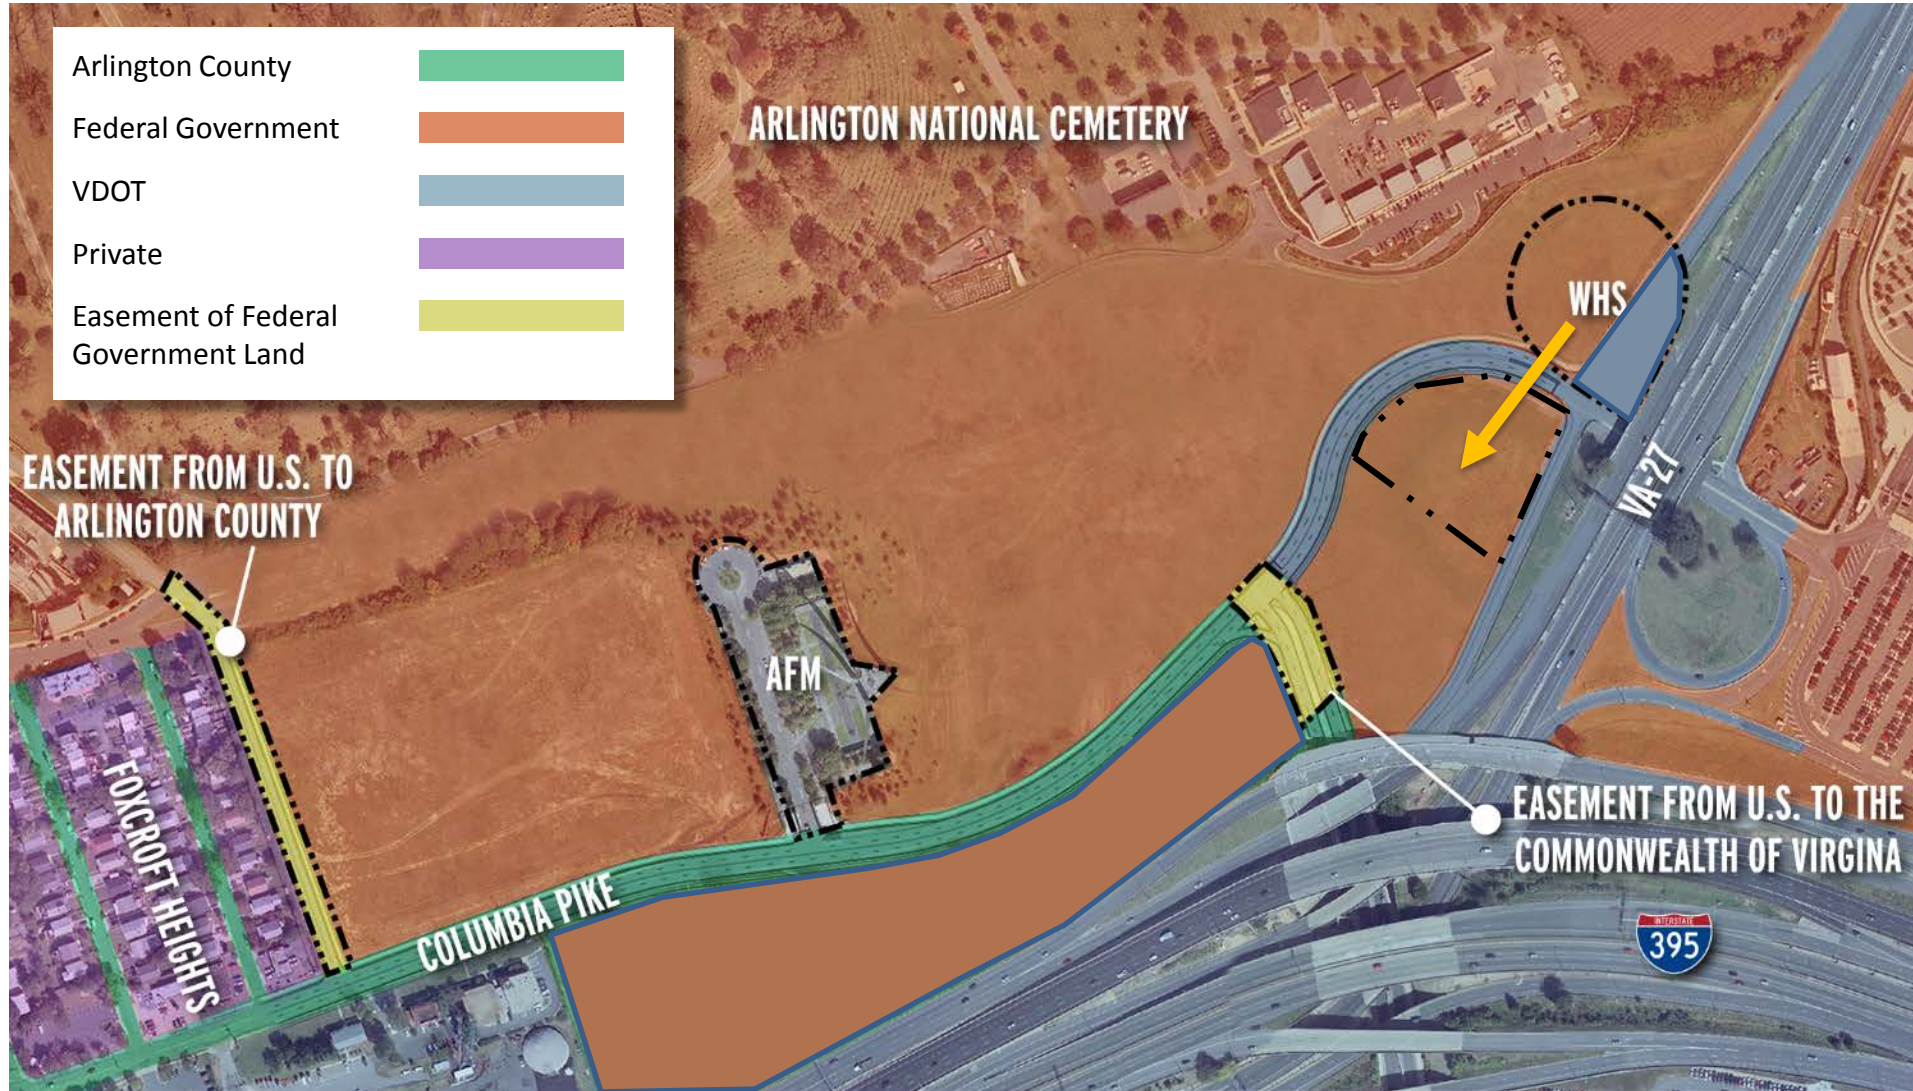 Arlington County
Federal Government
VDOT
Private
Easement of Federal
Government Land
ARLINGTON NATIONAL CEMETERY
WHS
VA-27
EASEMENT FROM U.S. TO
ARLINGTON COUNTY
AFM
FOXCROFT HEIGHTS
COLUMBIA PIKE
EASEMENT FROM U.S. TO THE
COMMONWEALTH OF VIRGINA
INTERSTATE
395